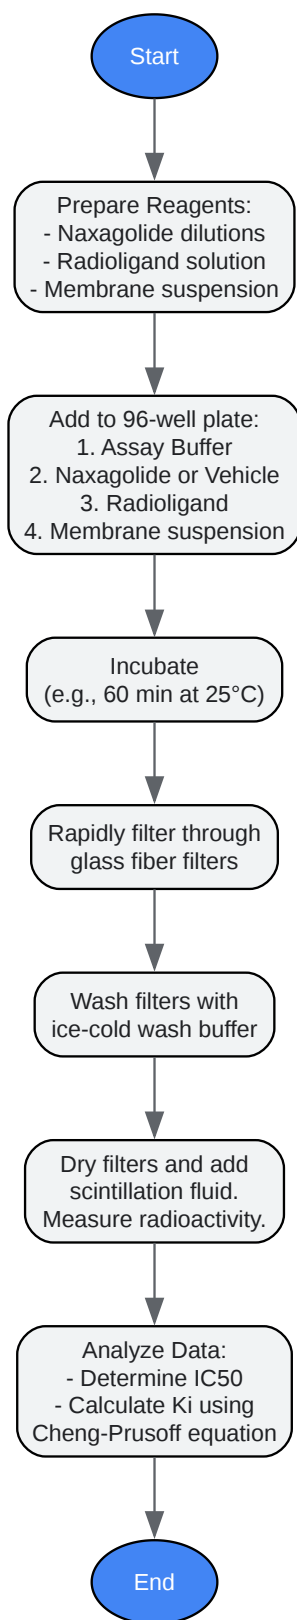 Start
Prepare Reagents:
- Naxagolide dilutions
- Radioligand solution
- Membrane suspension
Add to 96-well plate:
1. Assay Buffer
2. Naxagolide or Vehicle
3. Radioligand
4. Membrane suspension
Incubate
(e.g., 60 min at 25°C)
Rapidly filter through
glass fiber filters
Wash filters with
ice-cold wash buffer
Dry filters and add
scintillation fluid.
Measure radioactivity.
Analyze Data:
- Determine IC50
- Calculate Ki using
Cheng-Prusoff equation
End